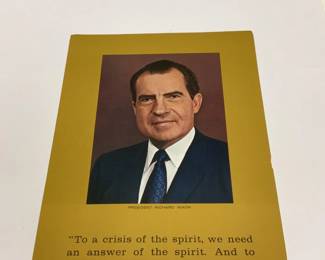 PRESIDENT RICHARD NIXON
"To a crisis of the spirit, we need
an answer of the spirit. And to